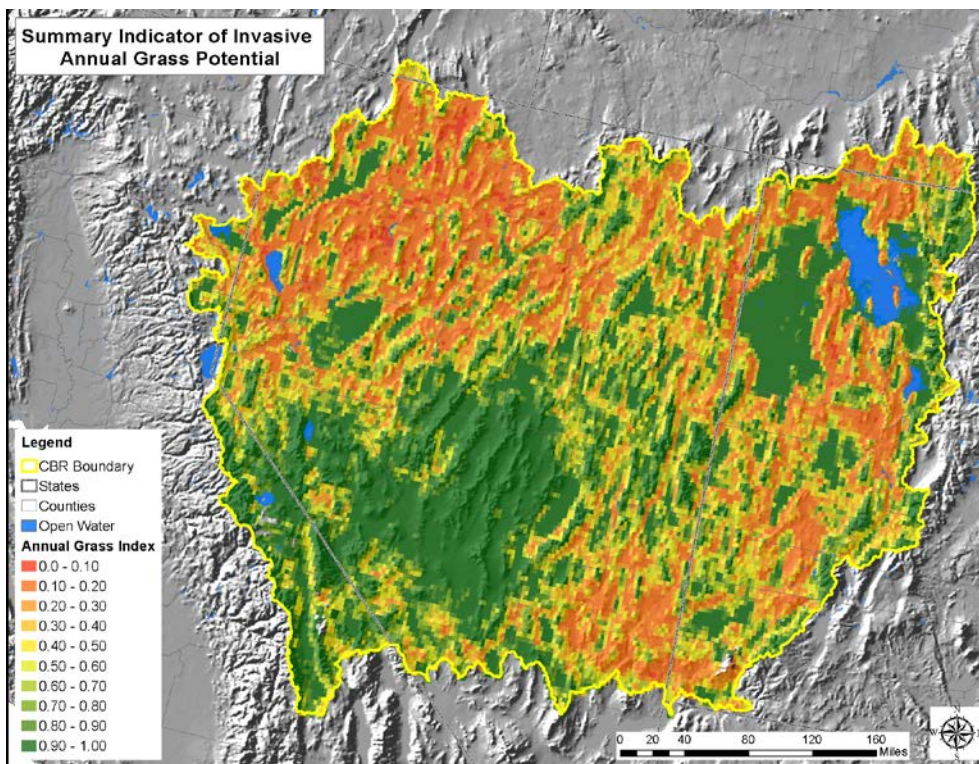 Summary Indicator of Invasive
Annual Grass Potential
Legend
CBR Boundary
States
Counties
Open Water
Annual Grass Index
0.0 - 0.10
0.10 - 0.20
0.20 - 0.30
0.30 - 0.40
0.40 - 0.50
0.50 - 0.60
0.60 - 0.70
0.70 - 0.80
0.80 - 0.90
0.90 - 1.00
0 20 40 80 120 160
Miles
N
W